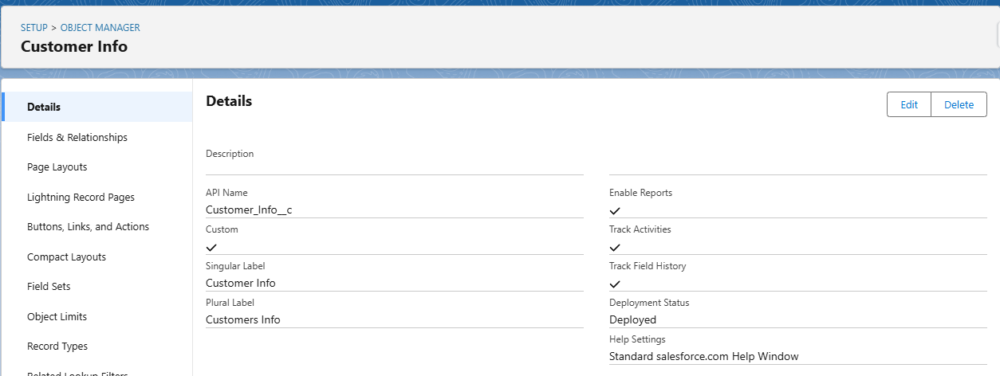 SETUP > OBJECT MANAGER
Customer Info
Details
Fields & Relationships
Page Layouts
Lightning Record Pages
Buttons, Links, and Actions
Compact Layouts
Field Sets
Object Limits
Record Types
Related Lookup Filters
Details
Edit
Delete
Description
API Name
Customer_Info__c
Custom
Singular Label
Customer Info
Plural Label
Customers Info
Enable Reports
Track Activities
Track Field History
Deployment Status
Deployed
Help Settings
Standard salesforce.com Help Window